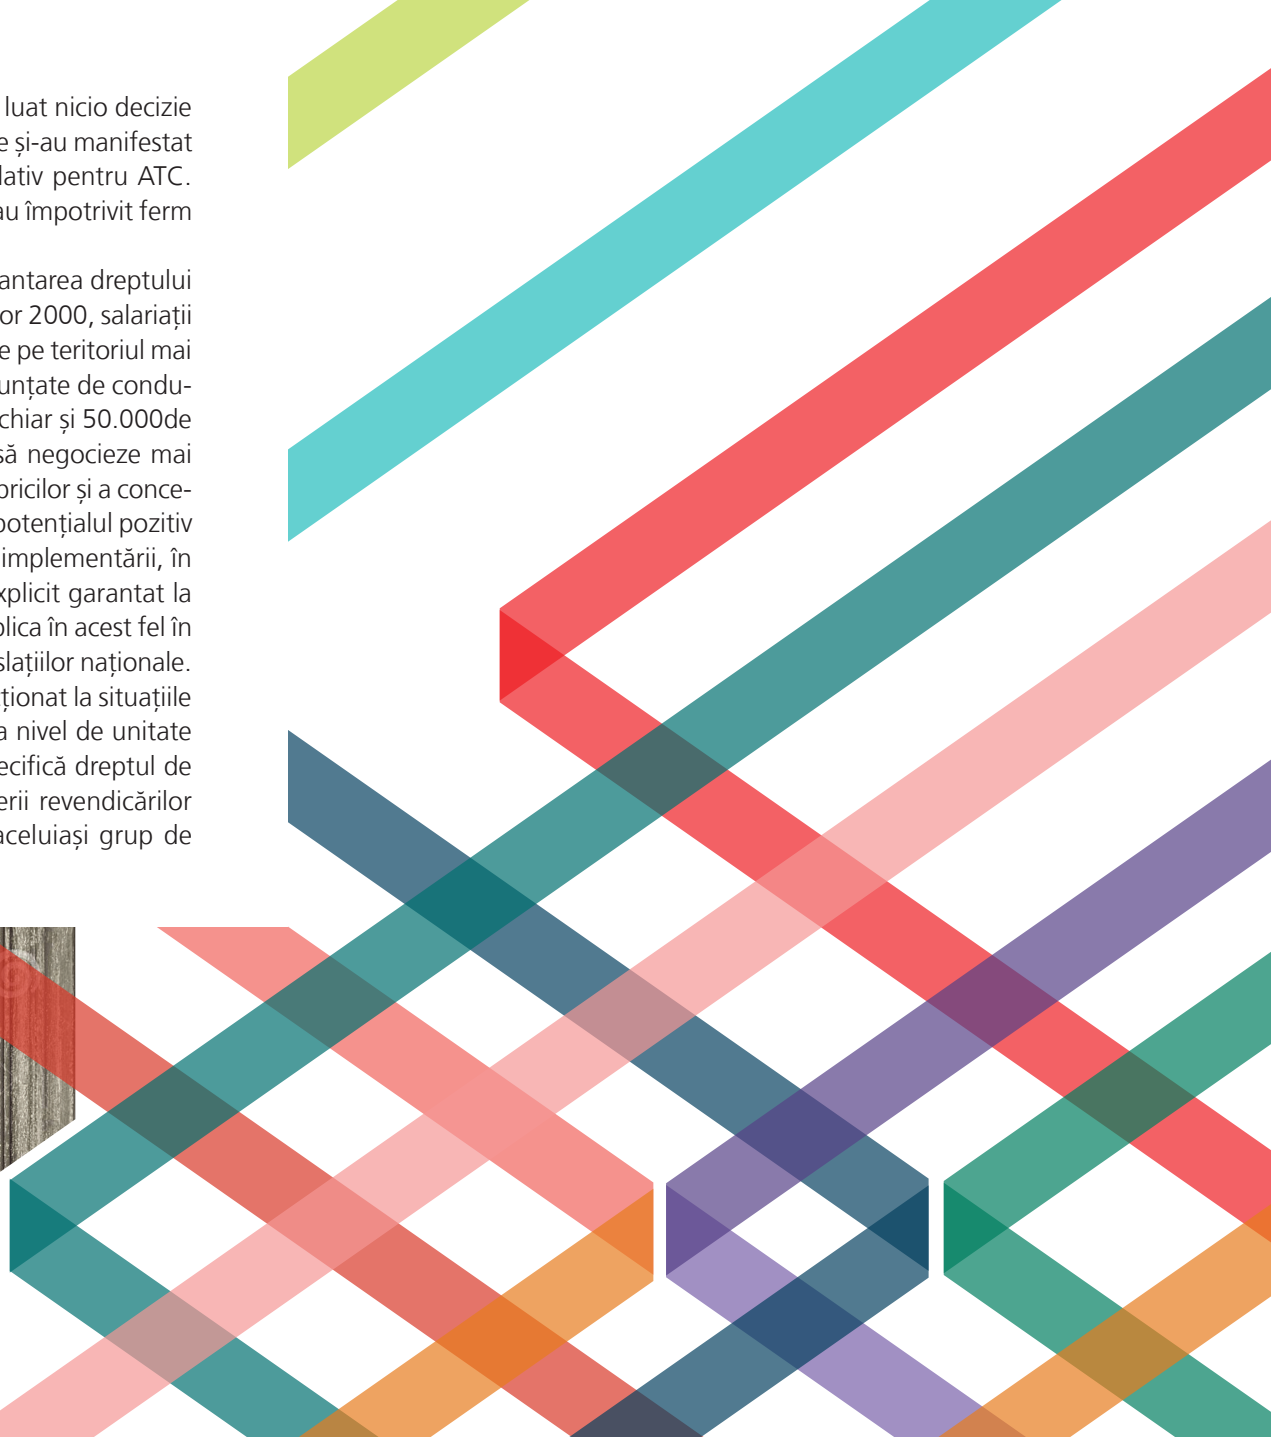 luat nicio decizie
e și-au manifestat
lativ pentru ATC.
au împotrivit ferm
antarea dreptului
or 2000, salariații
e pe teritoriul mai
unțate de condu-
chiar și 50.000de
să negocieze mai
oricilor și a conce-
potențialul pozitiv
implementării, în
xplicit garantat la
plica în acest fel în
slațiilor naționale.
ționat la situațiile
a nivel de unitate
ecifică dreptul de
erii revendicărilor
aceluiași grup de